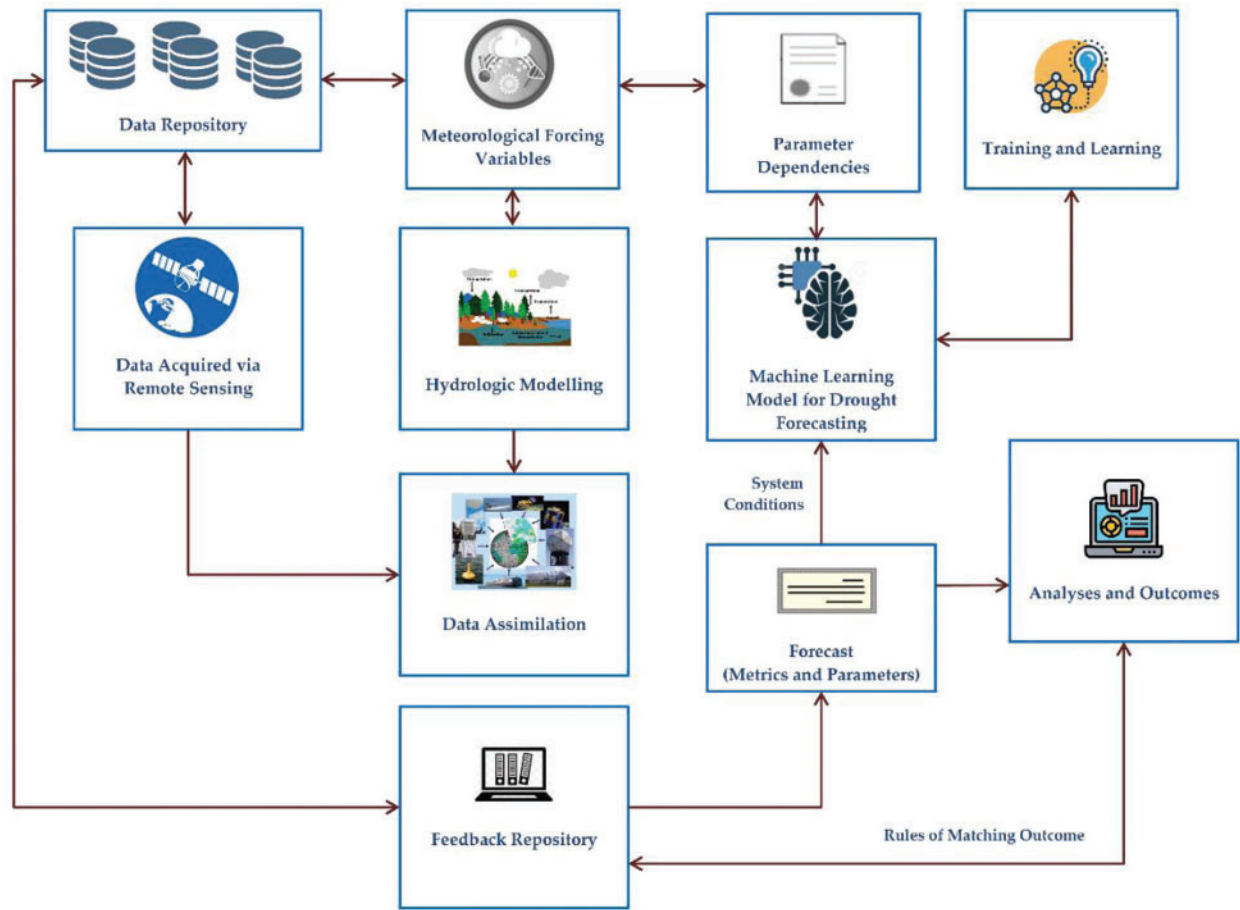 Data Repository
Meteorological Forcing
Variables
Parameter
Dependencies
Training and Learning
Data Acquired via
Remote Sensing
Hydrologic Modelling
Machine Learning
Model for Drought
Forecasting
System
Conditions
Data Assimilation
Forecast
(Metrics and Parameters)
Analyses and Outcomes
Feedback Repository
Rules of Matching Outcome